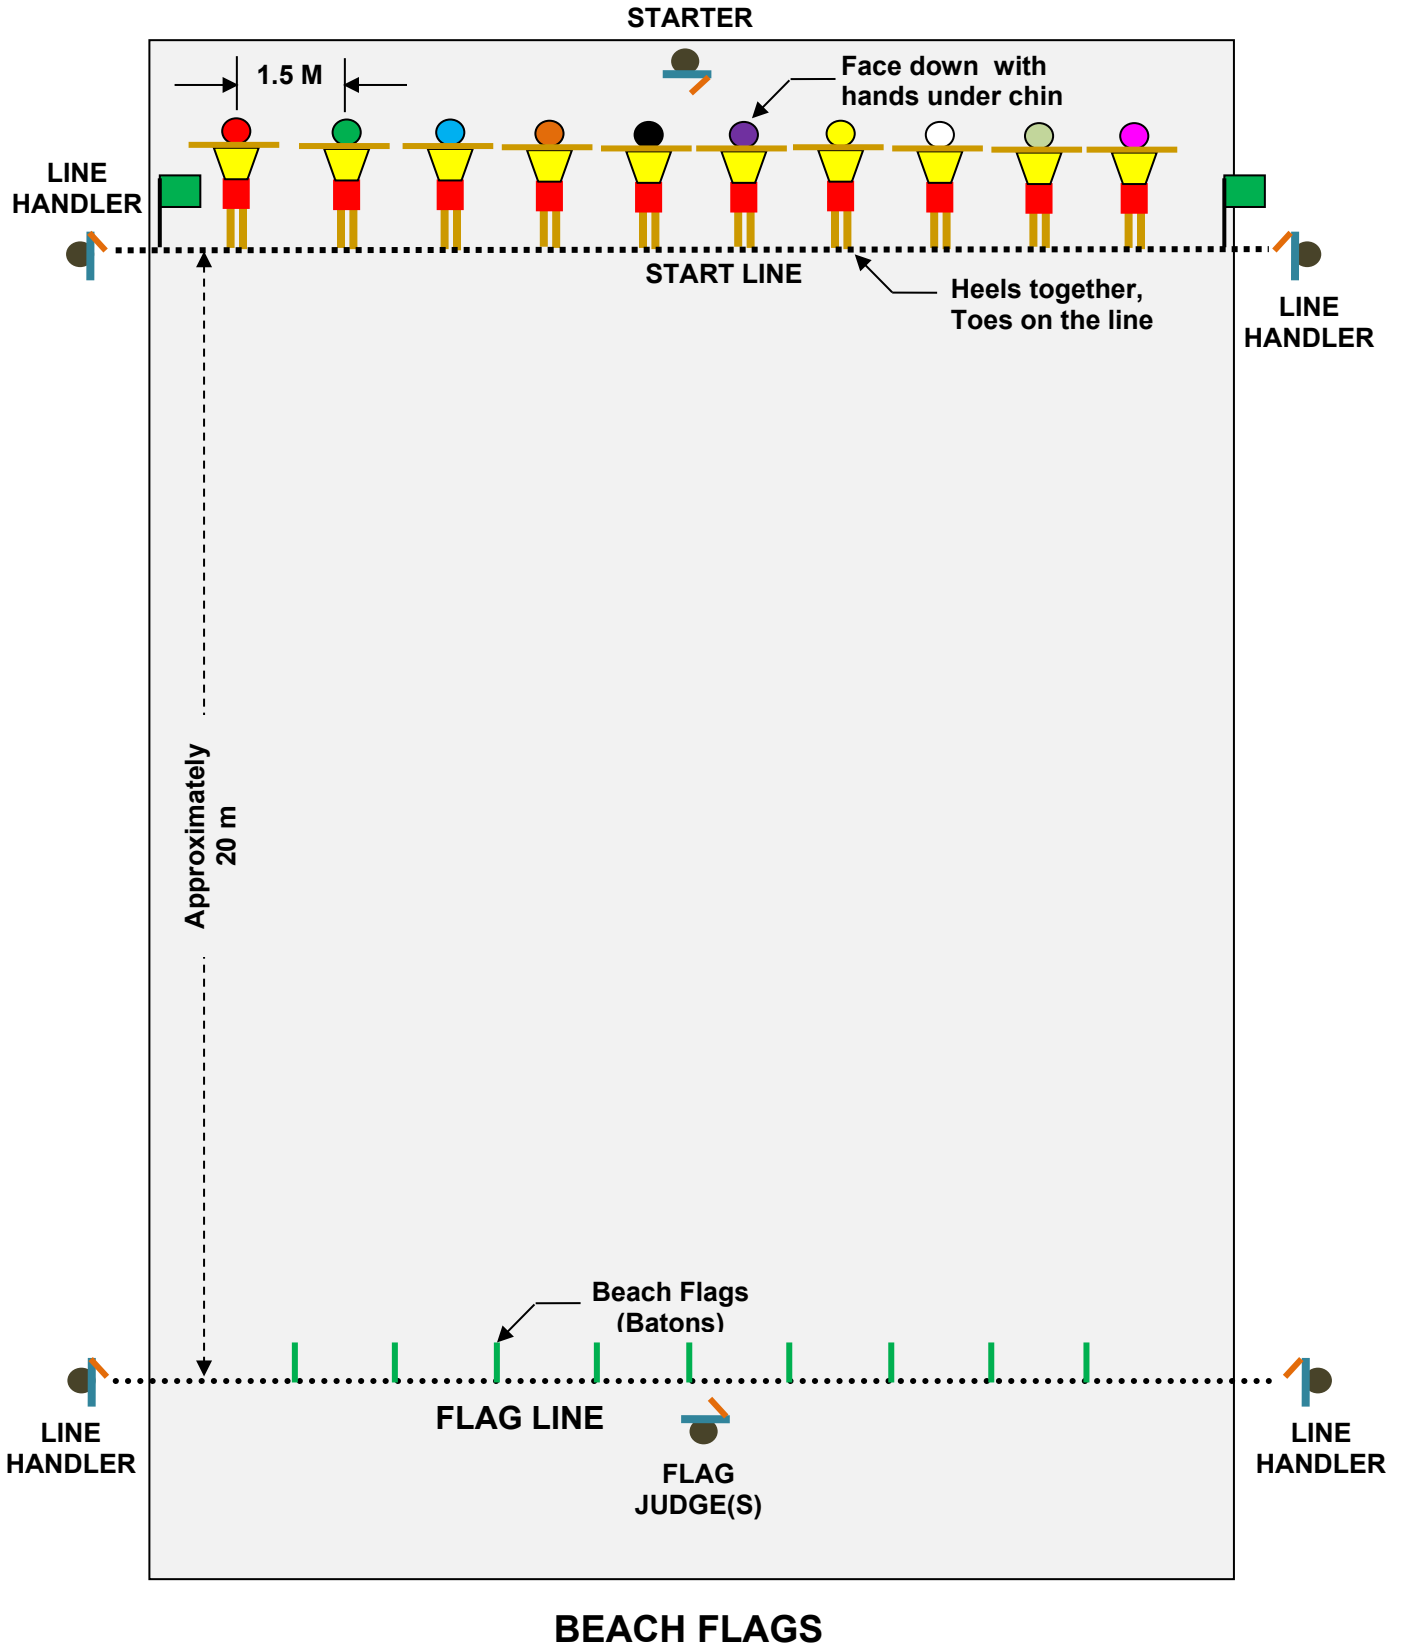 STARTER
1.5 M
Face down with
hands under chin
LINE
HANDLER
START LINE
Heels together,
Toes on the line
LINE
HANDLER
Approximately
20 m
Beach Flags
(Batons)
FLAG LINE
LINE
HANDLER
FLAG
JUDGE(S)
LINE
HANDLER
BEACH FLAGS